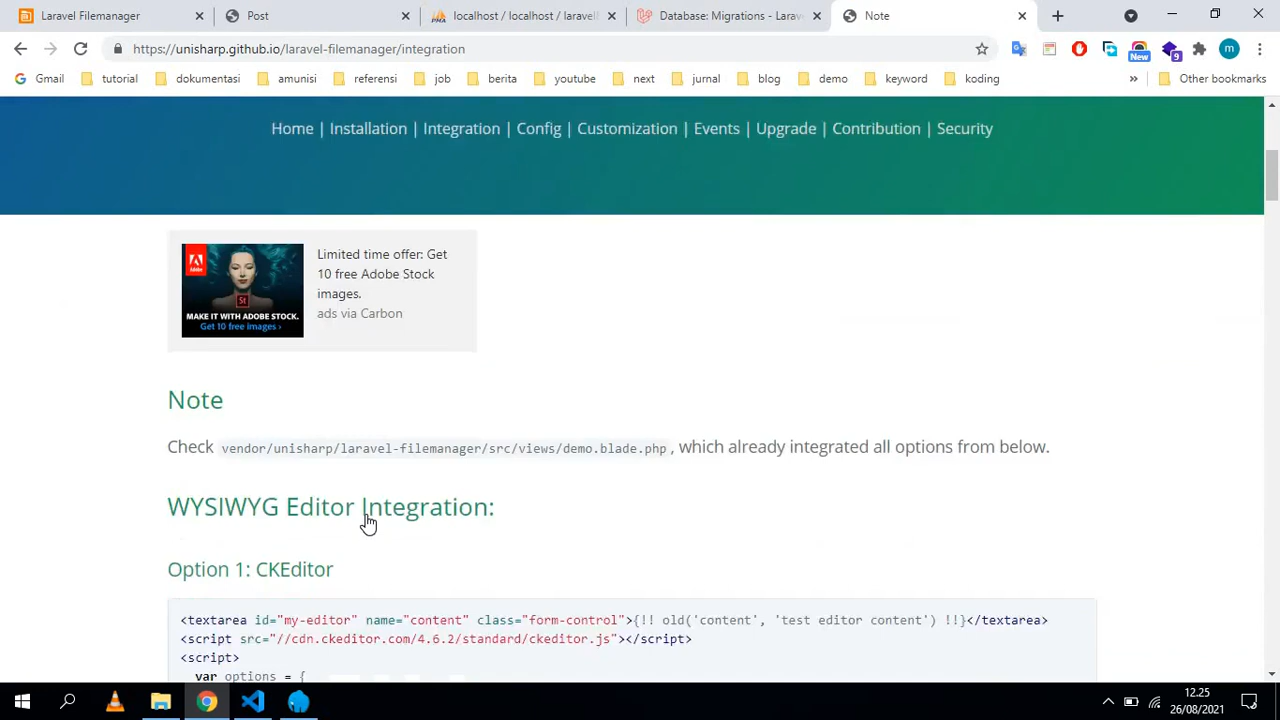 Laravel Filemanager
Post
localhost / localhost / laravell
Database: Migrations - Larav
Note
https://unisharp.github.io/laravel-filemanager/integration
New
9
m
Gmail
tutorial
dokumentasi
amunisi
referensi
job
berita
youtube
next
jurnal
blog
demo
keyword
koding
»
Other bookmarks
Home | Installation | Integration | Config | Customization | Events | Upgrade | Contribution | Security
Limited time offer: Get
10 free Adobe Stock
images.
ads via Carbon
Adobe
St
MAKE IT WITH ADOBE STOCK.
Get 10 free images ›
Note
Check vendor/unisharp/laravel-filemanager/src/views/demo.blade.php, which already integrated all options from below.
WYSIWYG Editor Integration:
Option 1: CKEditor
<textarea id="my-editor" name="content" class="form-control">{!! old('content', 'test editor content') !!}</textarea>
<script src="//cdn.ckeditor.com/4.6.2/standard/ckeditor.js"></script>
<script>
var options = {
12.25
26/08/2021